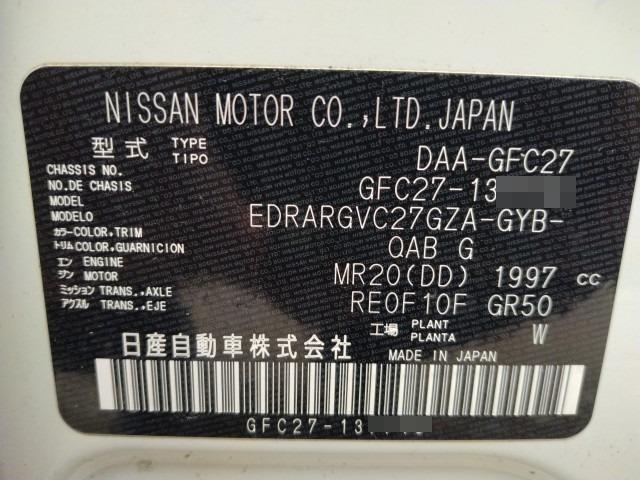 NISSAN MOTOR CO.,LTD.JAPAN
型式 TYPE TIPO DAA-GFC27
CHASSIS NO. NO.DE CHASIS GFC27-13
MODEL MODELO EDRARGVC27GZA-GYB-
カラー COLOR,TRIM トリム COLOR,GUARNICION QAB G
エン ENGINE ジン MOTOR MR20(DD) 1997 cc
ミッション TRANS.,AXLE アクスル TRANS.,EJE RE0F10F GR50
工場 PLANT PLANTA W
日産自動車株式会社 MADE IN JAPAN
GFC27-13